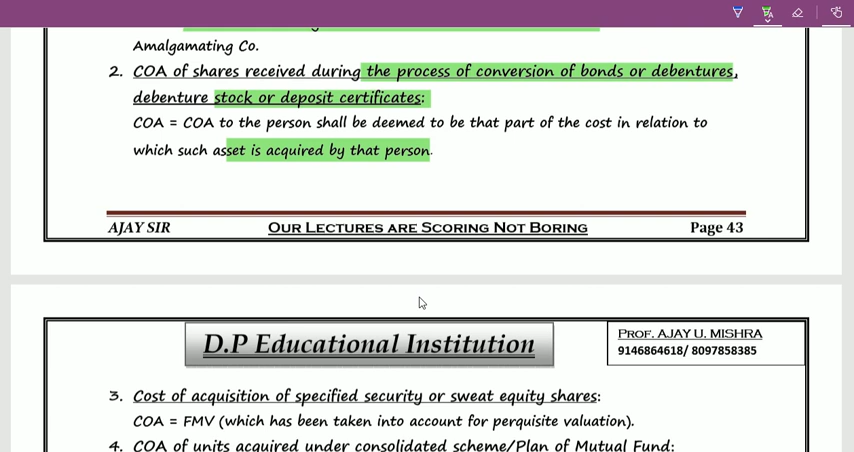 Amalgamating Co.
2. COA of shares received during the process of conversion of bonds or debentures,
debenture stock or deposit certificates:
COA = COA to the person shall be deemed to be that part of the cost in relation to
which such asset is acquired by that person.
AJAY SIR OUR LECTURES ARE SCORING NOT BORING Page 43
D.P Educational Institution
PROF. AJAY U. MISHRA
9146864618/ 8097858385
3. Cost of acquisition of specified security or sweat equity shares:
COA = FMV (which has been taken into account for perquisite valuation).
4. COA of units acquired under consolidated scheme/Plan of Mutual Fund: